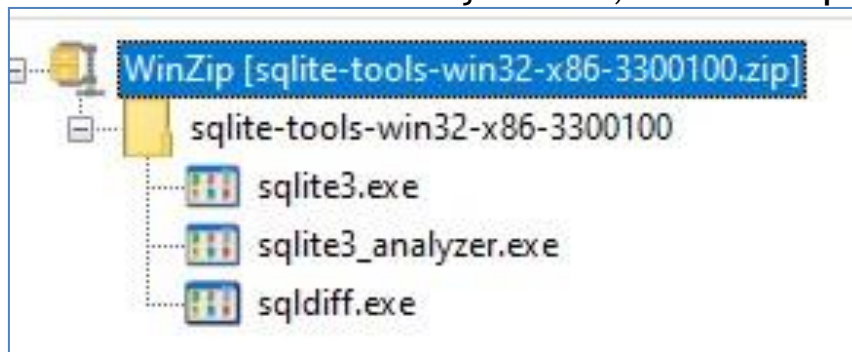 WinZip [sqlite-tools-win32-x86-3300100.zip]
sqlite-tools-win32-x86-3300100
sqlite3.exe
sqlite3_analyzer.exe
sqldiff.exe